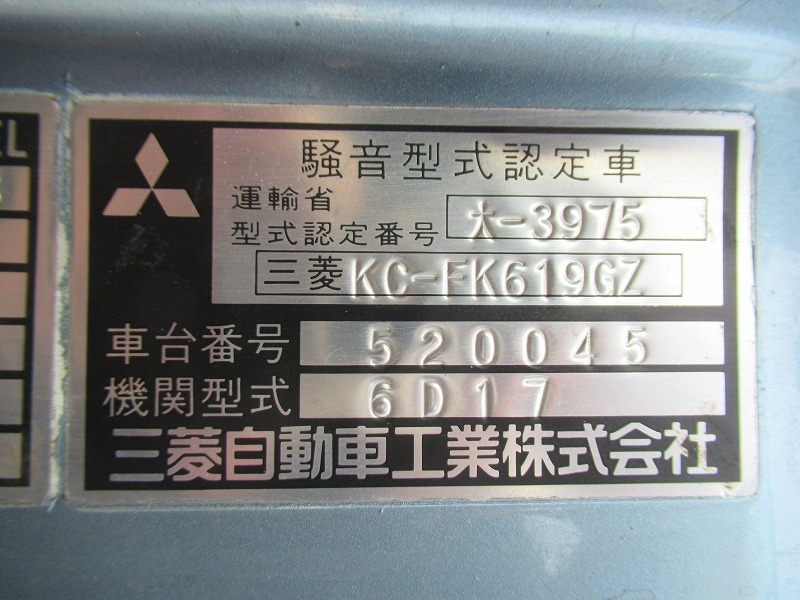 EL
騒音型式認定車
運輸省
型式認定番号 大-3975
三菱 KC-FK619GZ
車台番号 520045
機関型式 6D17
三菱自動車工業株式会社